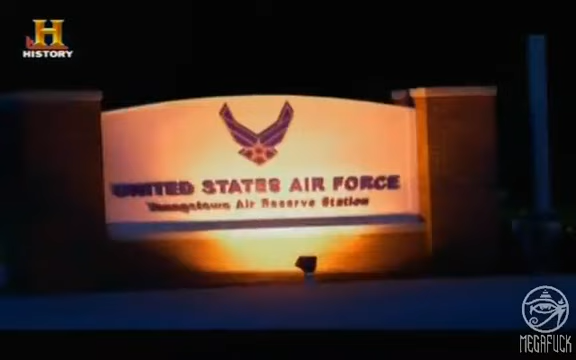 H
HISTORY
UNITED STATES AIR FORCE
Youngstown Air Reserve Station
MEGAFUCK